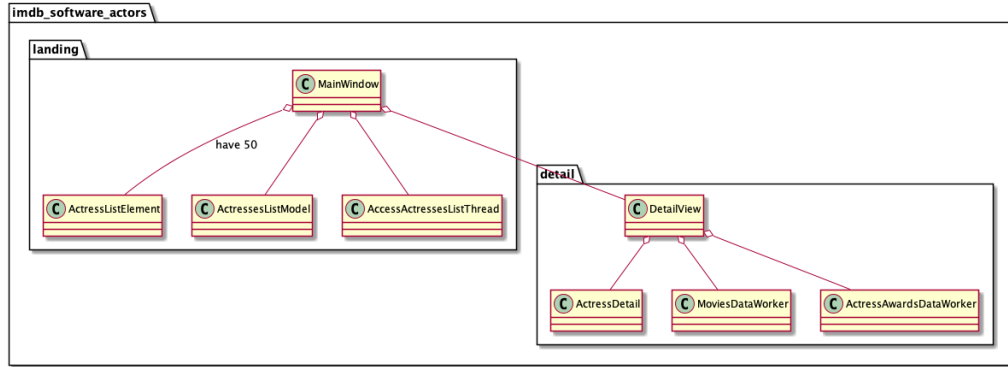 imdb_software_actors
landing
C MainWindow
have 50
detail
C ActressListElement
C ActressesListModel
C AccessActressesListThread
C DetailView
C ActressDetail
C MoviesDataWorker
C ActressAwardsDataWorker